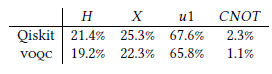 H X u1 CNOT
Qiskit 21.4% 25.3% 67.6% 2.3%
VOQC 19.2% 22.3% 65.8% 1.1%